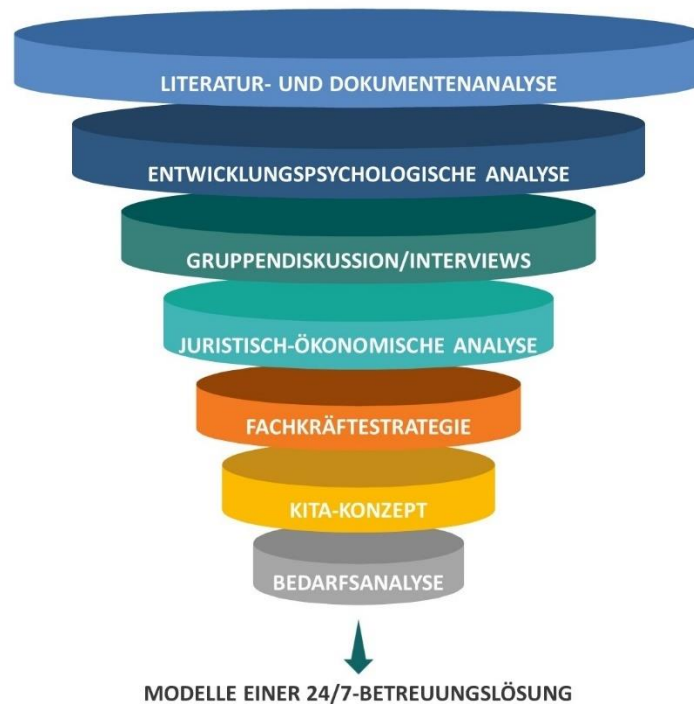 LITERATUR- UND DOKUMENTENANALYSE
ENTWICKLUNGSPSYCHOLOGISCHE ANALYSE
GRUPPENDISKUSSION/INTERVIEWS
JURISTISCH-ÖKONOMISCHE ANALYSE
FACHKRÄFTESTRATEGIE
KITA-KONZEPT
BEDARFSANALYSE
MODELLE EINER 24/7-BETREUUNGSLÖSUNG